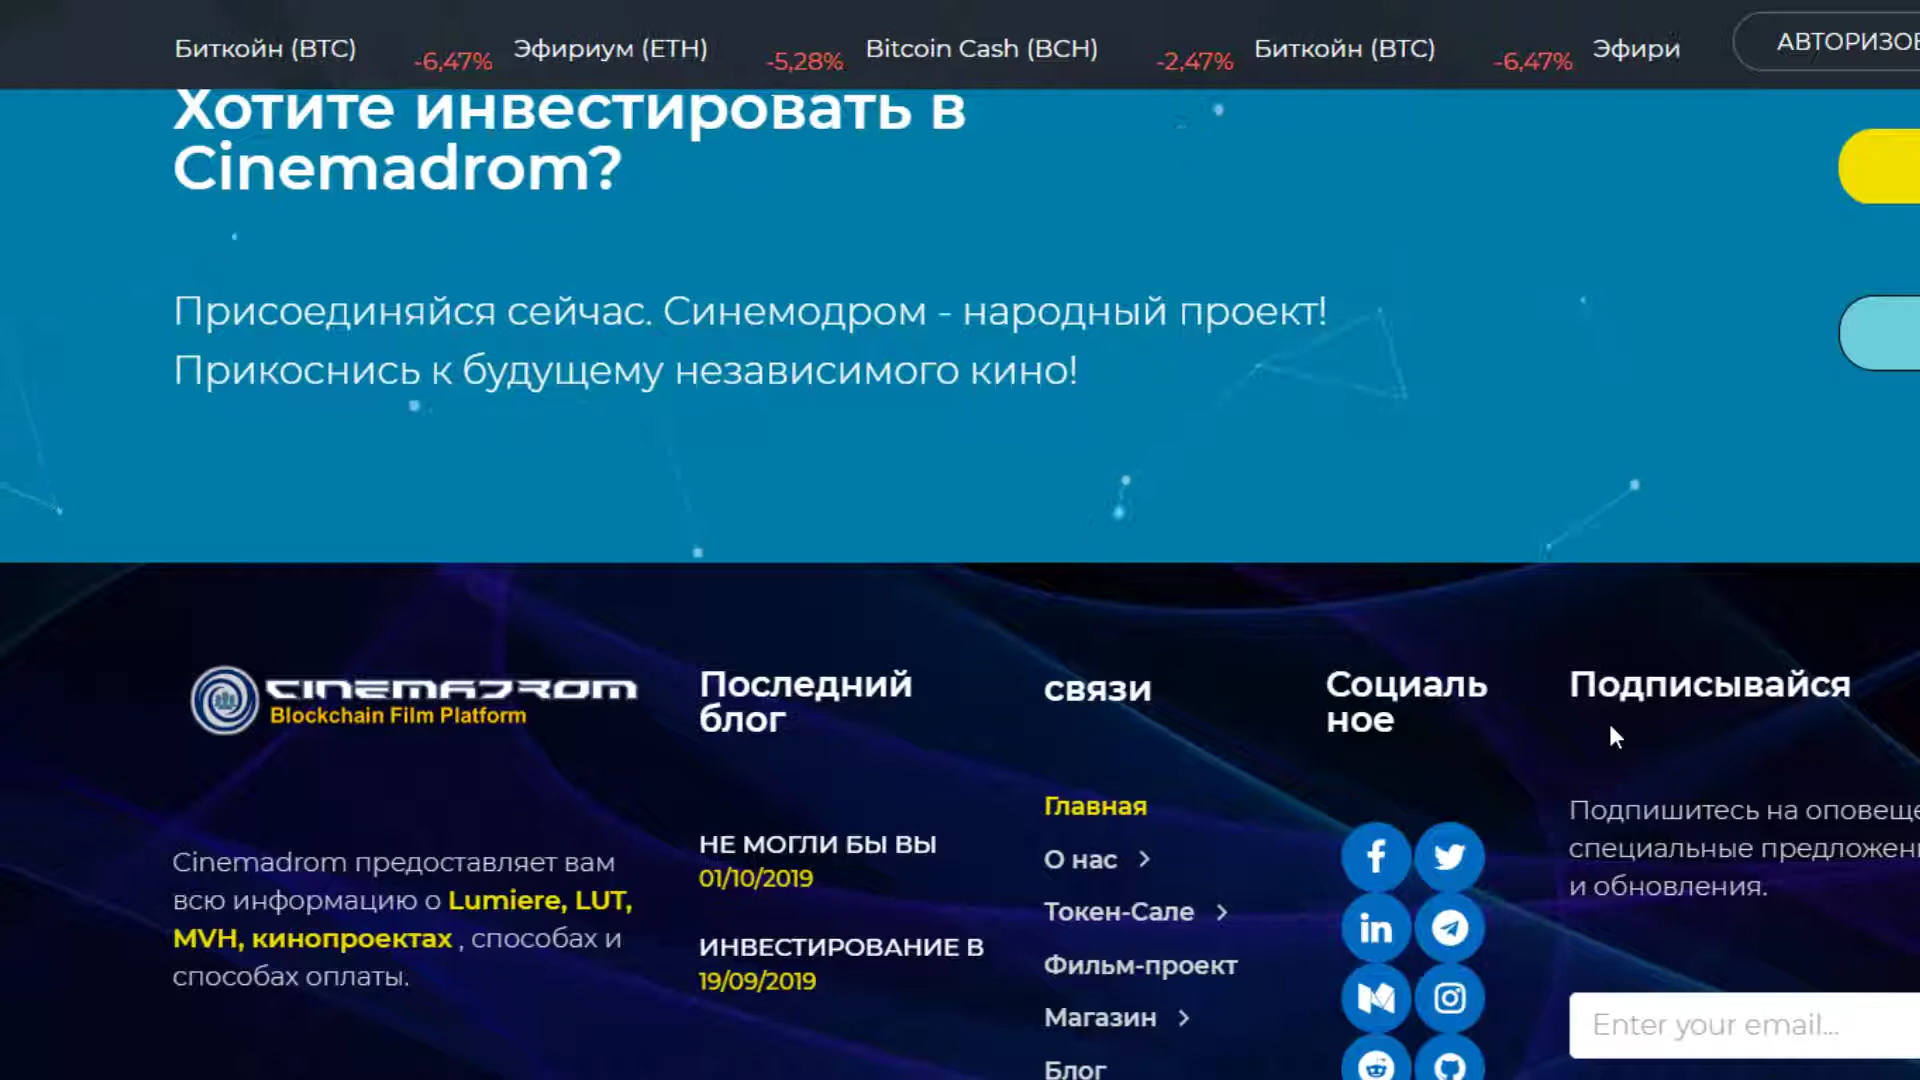 Биткойн (BTC) -6,47% Эфириум (ETH) -5,28% Bitcoin Cash (BCH) -2,47% Биткойн (BTC) -6,47% Эфири
АВТОРИЗОВ
Хотите инвестировать в
Cinemadrom?
Присоединяйся сейчас. Синемодром - народный проект!
Прикоснись к будущему независимого кино!
CINEMADROM
Blockchain Film Platform
Cinemadrom предоставляет вам
всю информацию о Lumiere, LUT,
MVH, кинопроектах , способах и
способах оплаты.
Последний
блог
НЕ МОГЛИ БЫ ВЫ
01/10/2019
ИНВЕСТИРОВАНИЕ В
19/09/2019
связи
Главная
О нас
Токен-Сале
Фильм-проект
Магазин
Блог
Социаль
ное
Подписывайся
Подпишитесь на оповеще
специальные предложен
и обновления.
Enter your email...